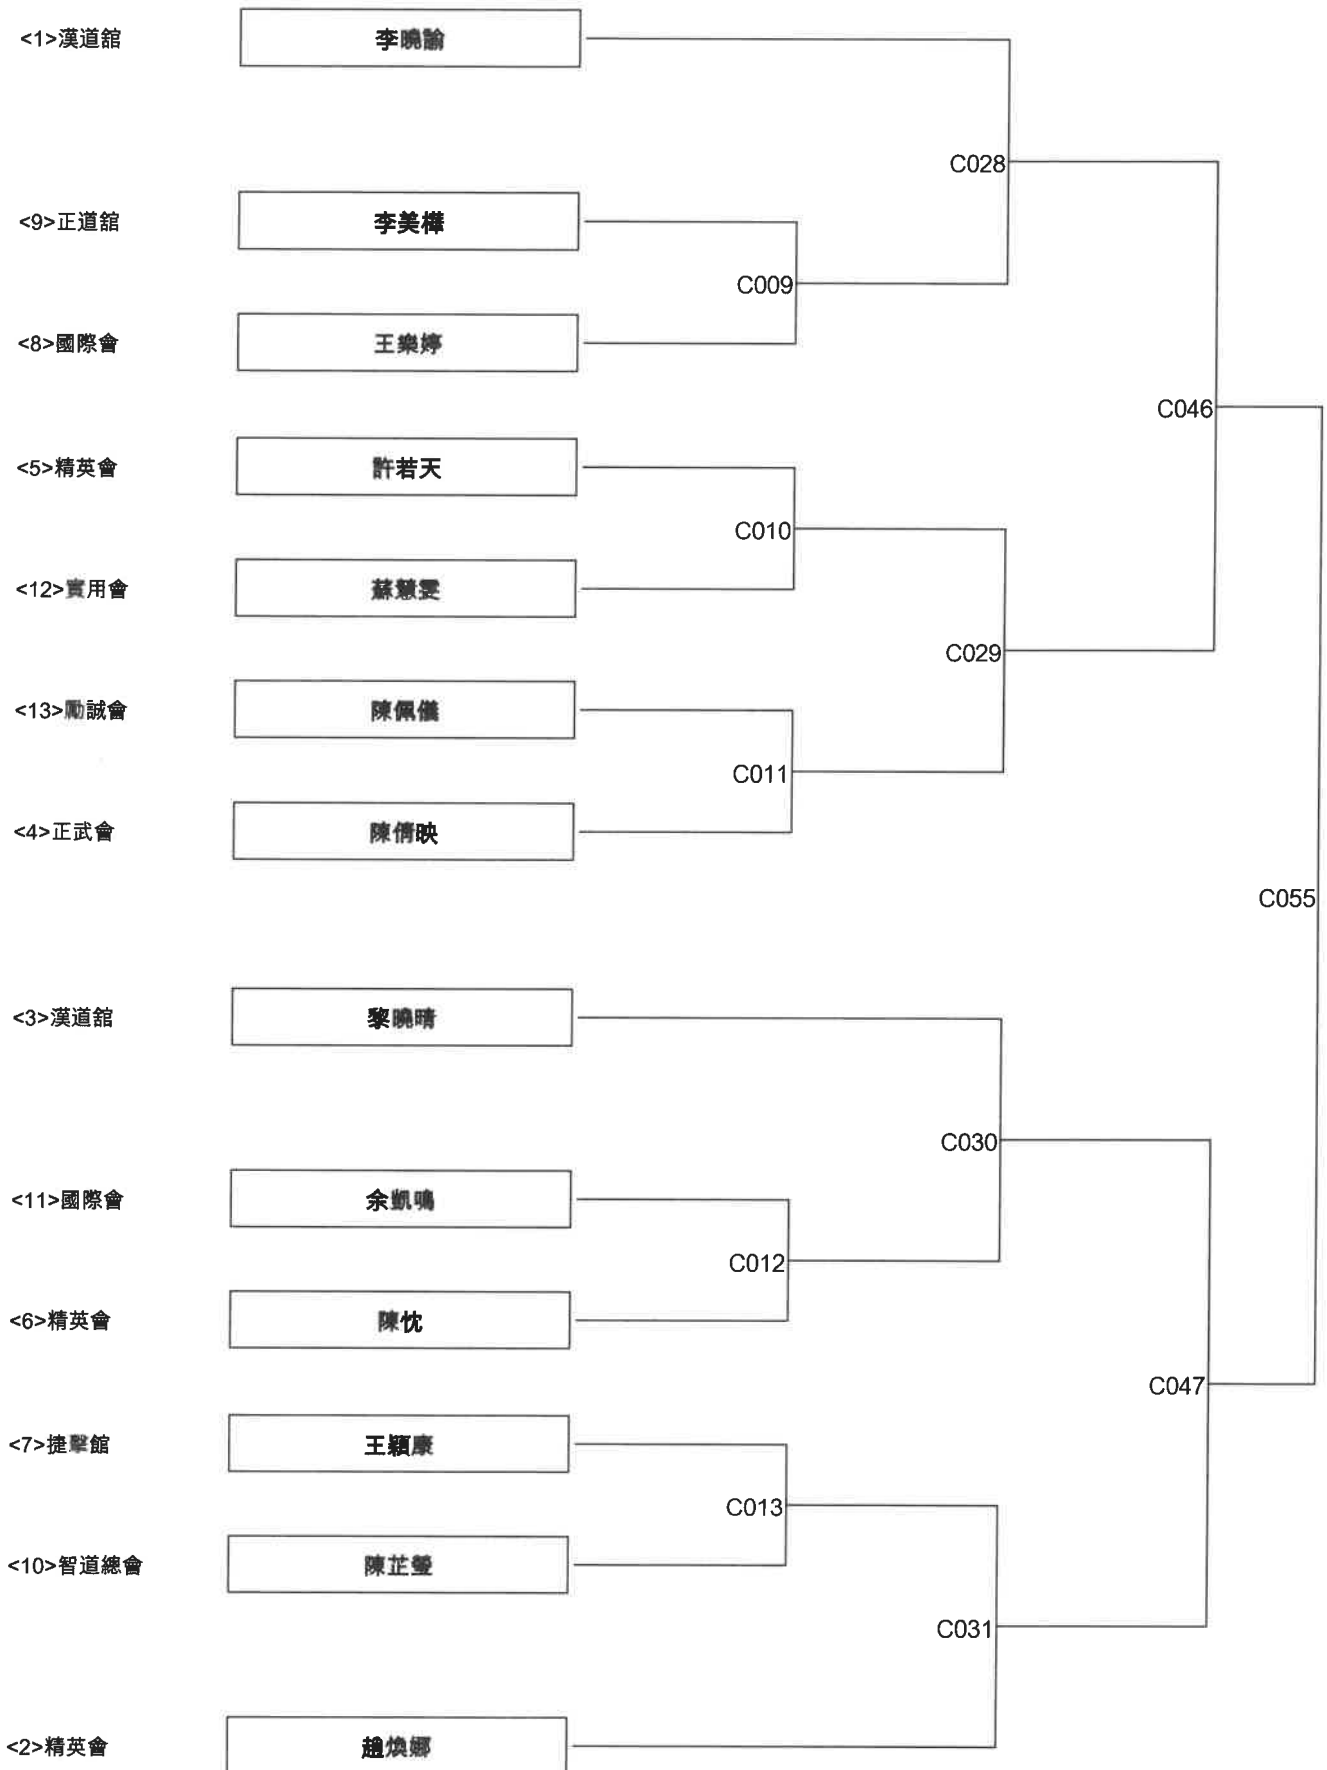 <1>漢道舘 李曉諭
C028
<9>正道舘 李美樺
C009
<8>國際會 王樂婷
C046
<5>精英會 許若天
C010
<12>實用會 蘇慧雯
C029
<13>勵誠會 陳佩儀
C011
<4>正武會 陳倩映
C055
<3>漢道舘 黎曉晴
C030
<11>國際會 余凱鳴
C012
<6>精英會 陳忱
C047
<7>捷擊館 王穎康
C013
<10>智道總會 陳芷瑩
C031
<2>精英會 趙煥娜